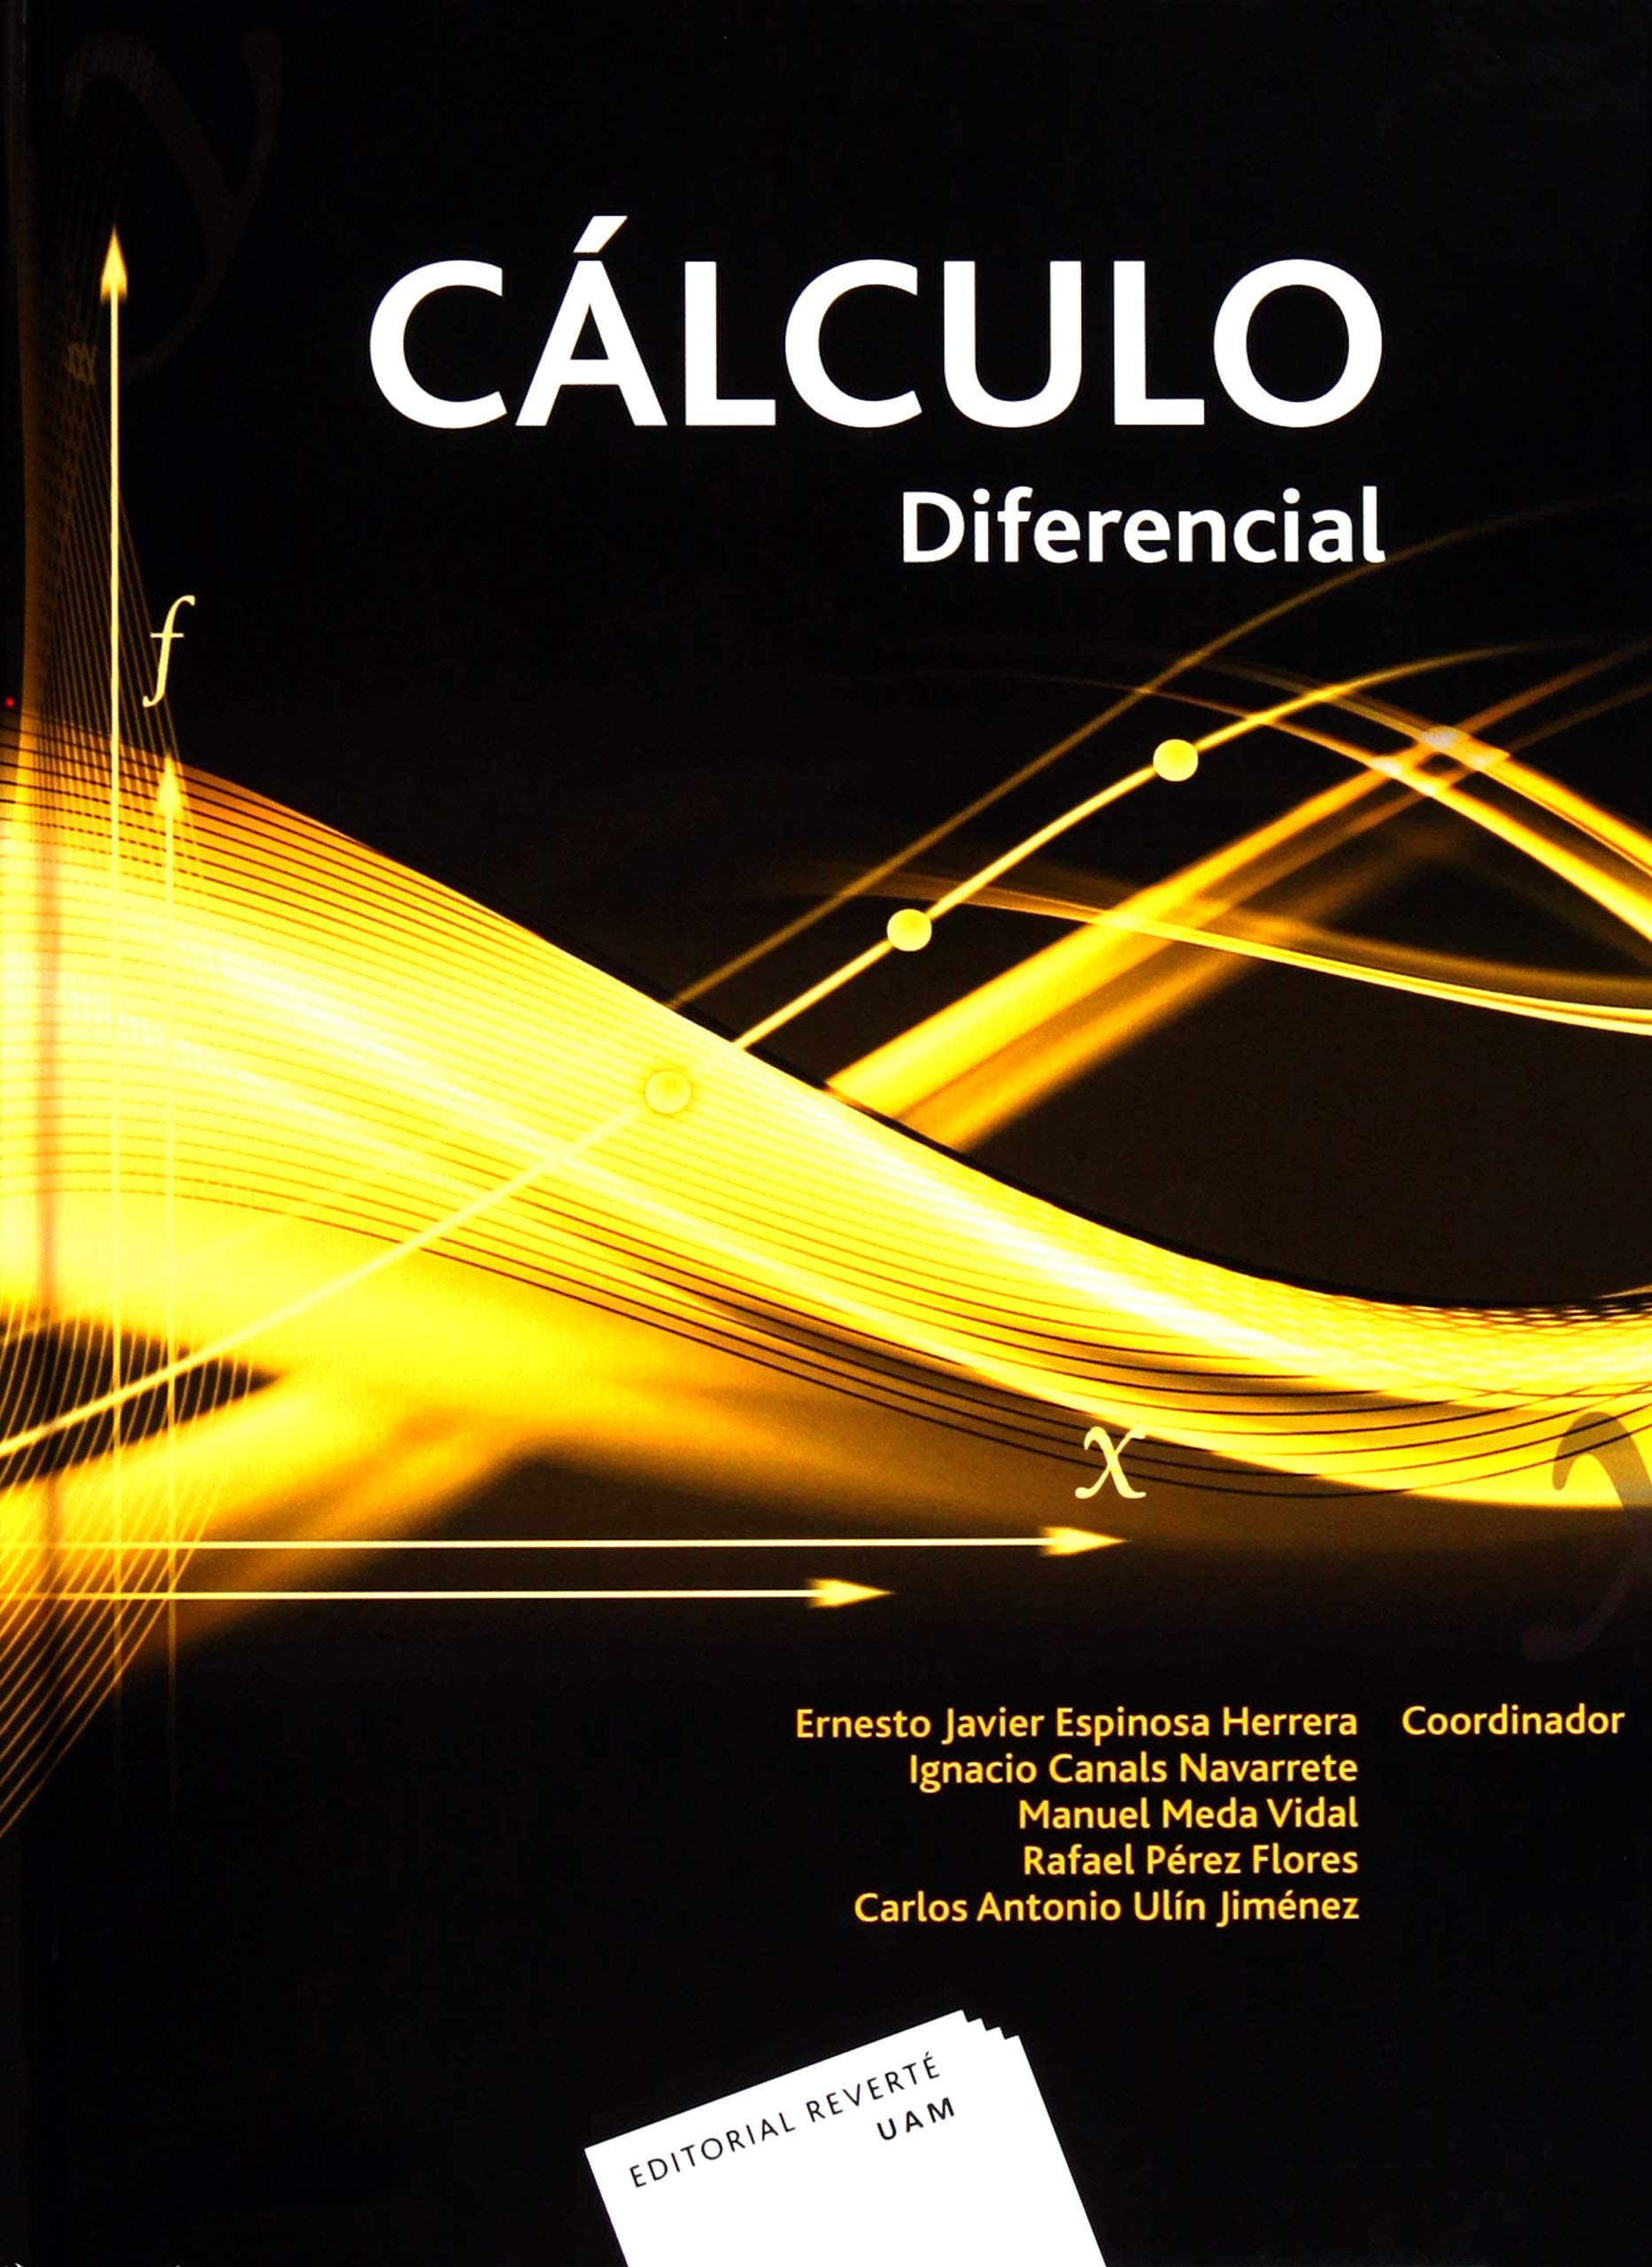 CÁLCULO
Diferencial
f
x
Ernesto Javier Espinosa Herrera Coordinador
Ignacio Canals Navarrete
Manuel Meda Vidal
Rafael Pérez Flores
Carlos Antonio Ulín Jiménez
EDITORIAL REVERTÉ
UAM